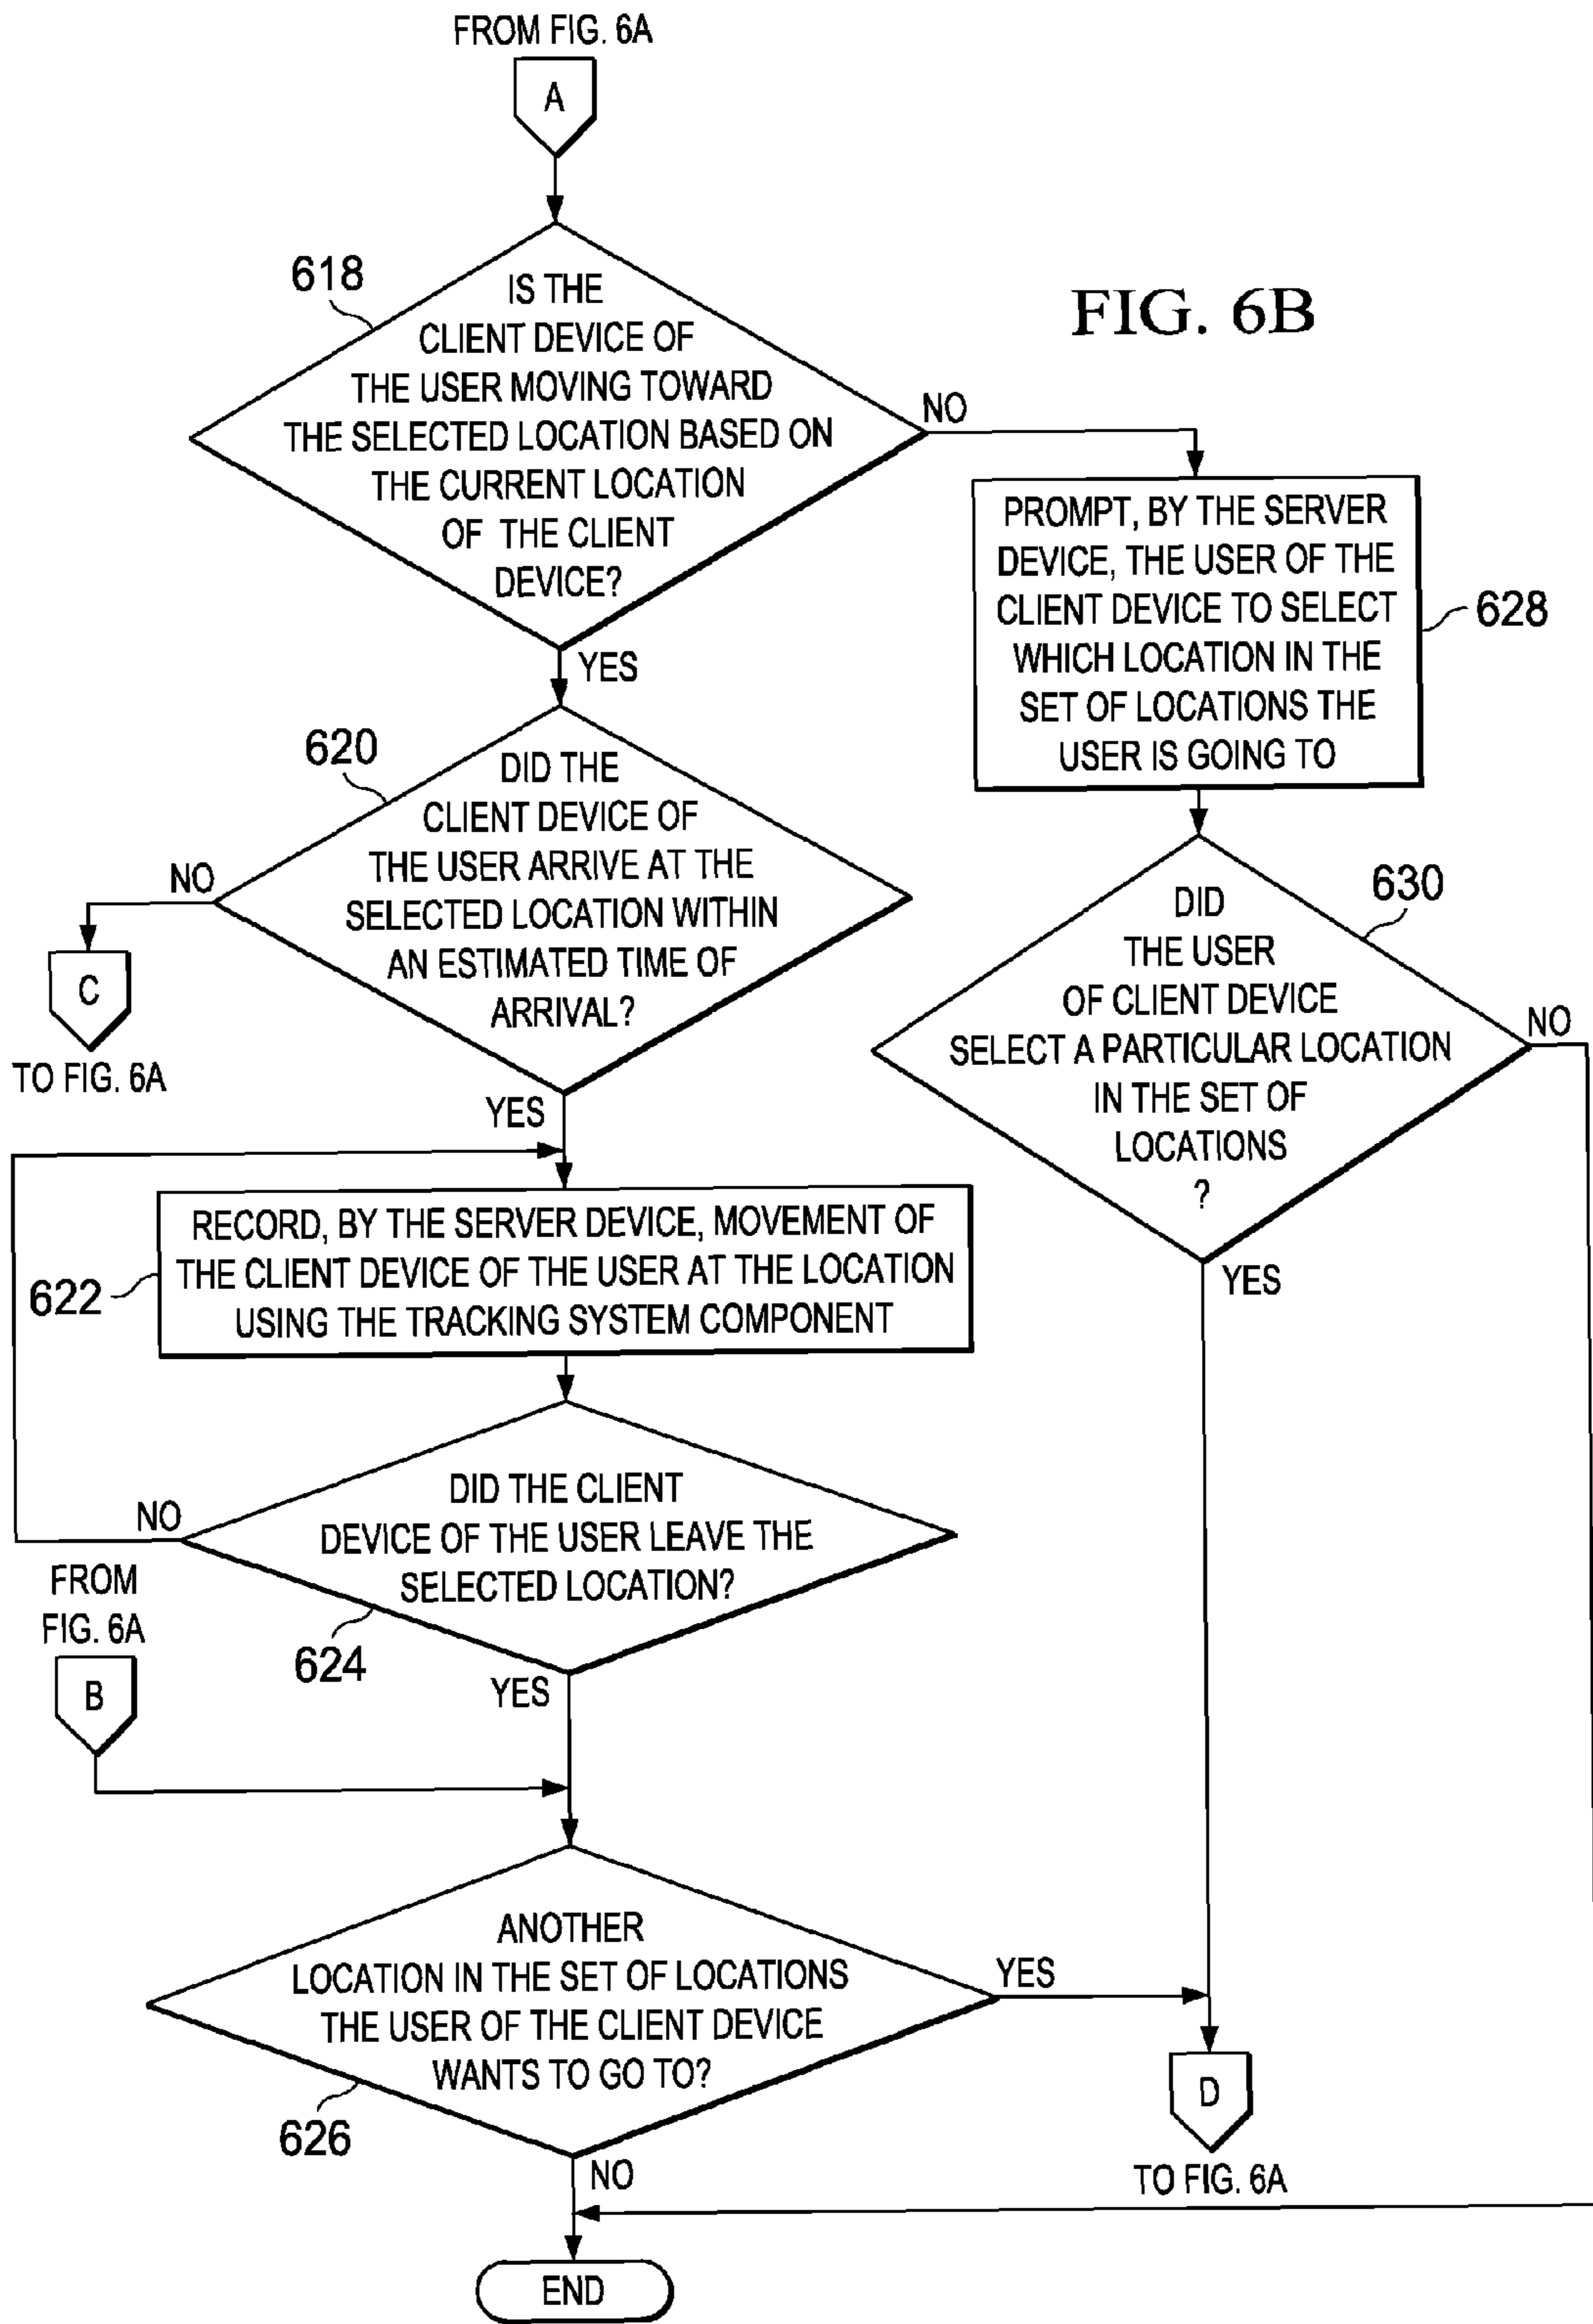 FROM FIG. 6A
A
618
IS THE
CLIENT DEVICE OF
THE USER MOVING TOWARD
THE SELECTED LOCATION BASED ON
THE CURRENT LOCATION
OF THE CLIENT
DEVICE?
FIG. 6B
NO
YES
PROMPT, BY THE SERVER
DEVICE, THE USER OF THE
CLIENT DEVICE TO SELECT
WHICH LOCATION IN THE
SET OF LOCATIONS THE
USER IS GOING TO
628
620
DID THE
CLIENT DEVICE OF
THE USER ARRIVE AT THE
SELECTED LOCATION WITHIN
AN ESTIMATED TIME OF
ARRIVAL?
NO
C
TO FIG. 6A
YES
630
DID
THE USER
OF CLIENT DEVICE
SELECT A PARTICULAR LOCATION
IN THE SET OF
LOCATIONS
?
NO
YES
RECORD, BY THE SERVER DEVICE, MOVEMENT OF
THE CLIENT DEVICE OF THE USER AT THE LOCATION
USING THE TRACKING SYSTEM COMPONENT
622
DID THE CLIENT
DEVICE OF THE USER LEAVE THE
SELECTED LOCATION?
NO
624
YES
FROM
FIG. 6A
B
ANOTHER
LOCATION IN THE SET OF LOCATIONS
THE USER OF THE CLIENT DEVICE
WANTS TO GO TO?
YES
626
NO
D
TO FIG. 6A
END